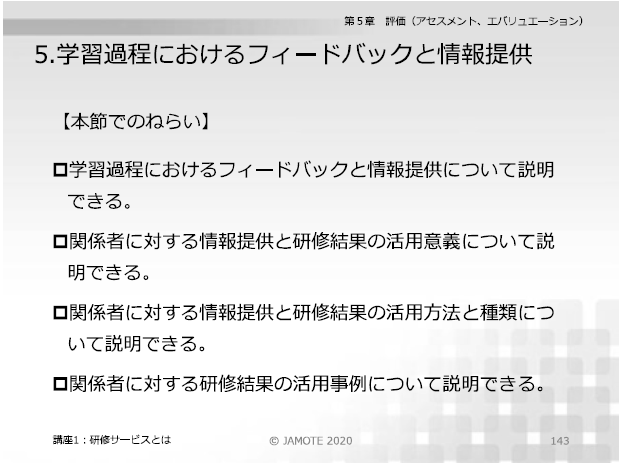 第5章　評価（アセスメント、エバリュエーション）
5.学習過程におけるフィードバックと情報提供
【本節でのねらい】
□学習過程におけるフィードバックと情報提供について説明
できる。
□関係者に対する情報提供と研修結果の活用意義について説
明できる。
□関係者に対する情報提供と研修結果の活用方法と種類につ
いて説明できる。
□関係者に対する研修結果の活用事例について説明できる。
講座1：研修サービスとは
© JAMOTE 2020
143